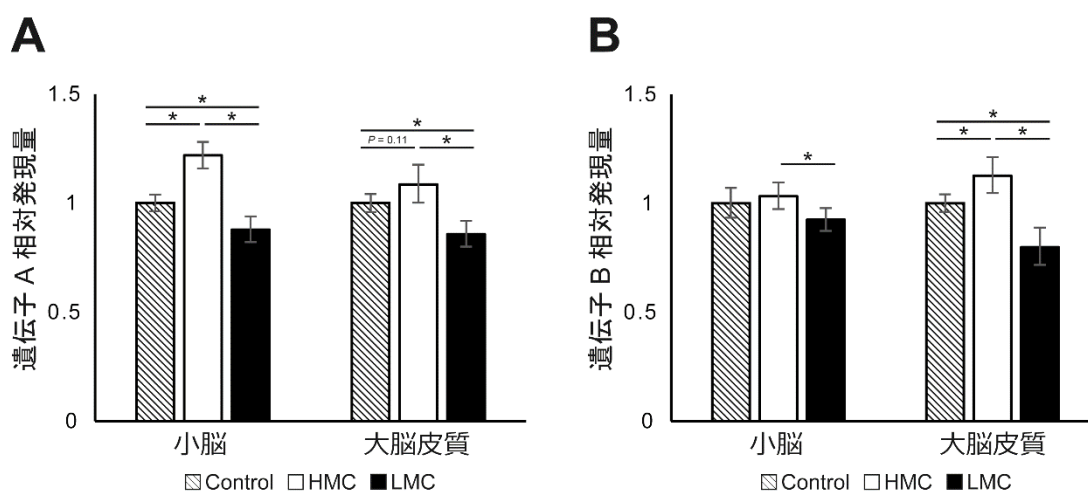 A
遺伝子 A 相対発現量
1.5
1
0.5
0
*
* *
*
P = 0.11 *
小脳 大脳皮質
Control HMC LMC
B
遺伝子 B 相対発現量
1.5
1
0.5
0
*
*
* *
小脳 大脳皮質
Control HMC LMC